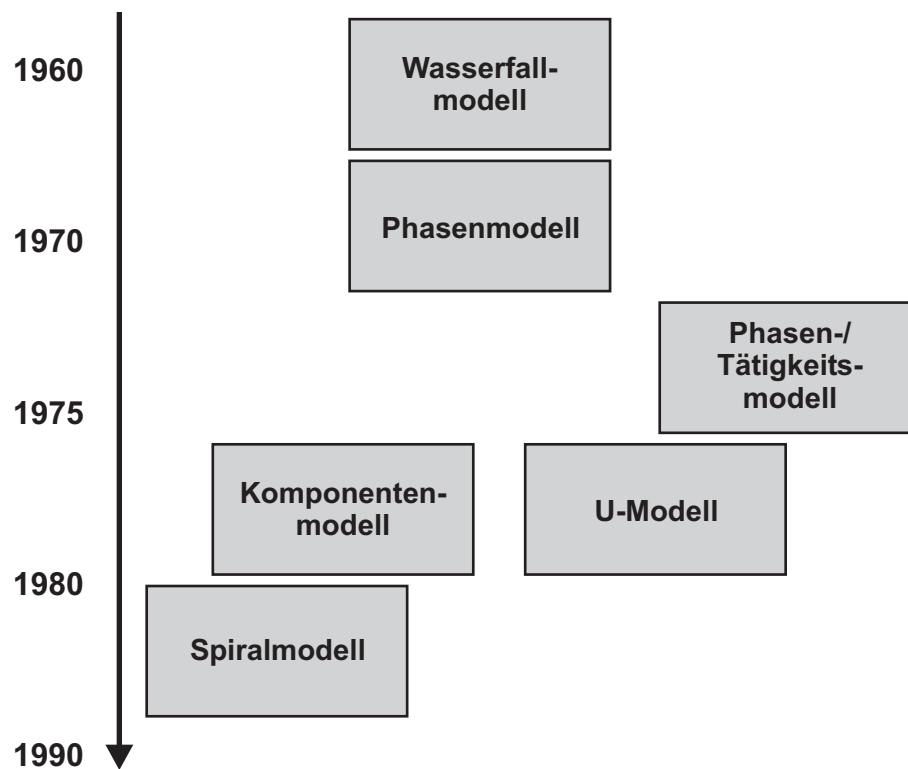 1960
Wasserfall-
modell
Phasenmodell
1970
Phasen-/
Tätigkeits-
modell
1975
Komponenten-
modell
U-Modell
1980
Spiralmodell
1990